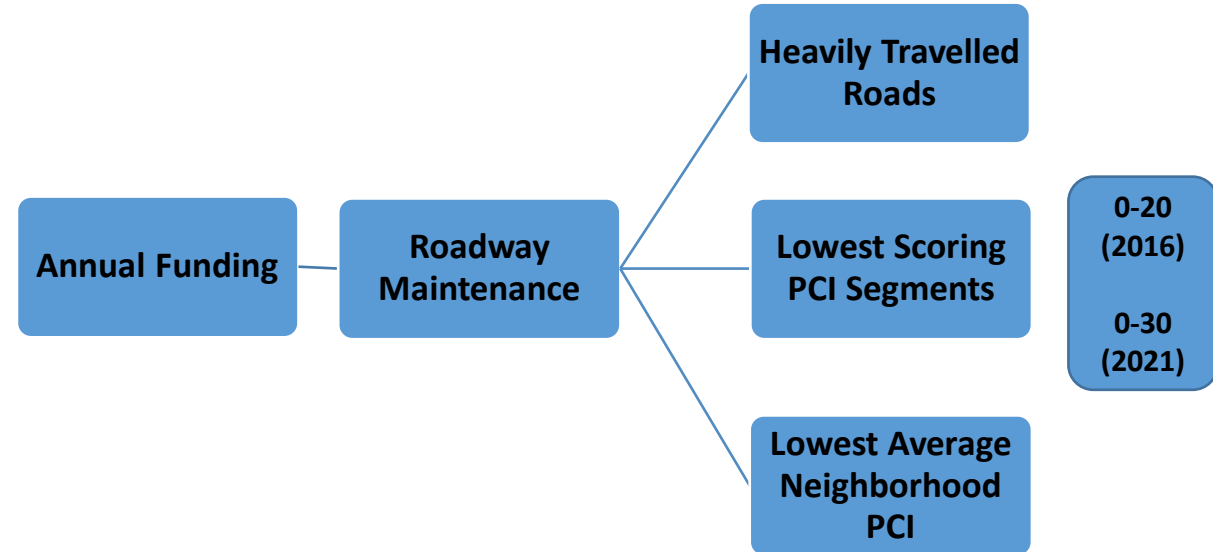 Annual Funding
Roadway
Maintenance
Heavily Travelled
Roads
Lowest Scoring
PCI Segments
Lowest Average
Neighborhood
PCI
0-20
(2016)
0-30
(2021)